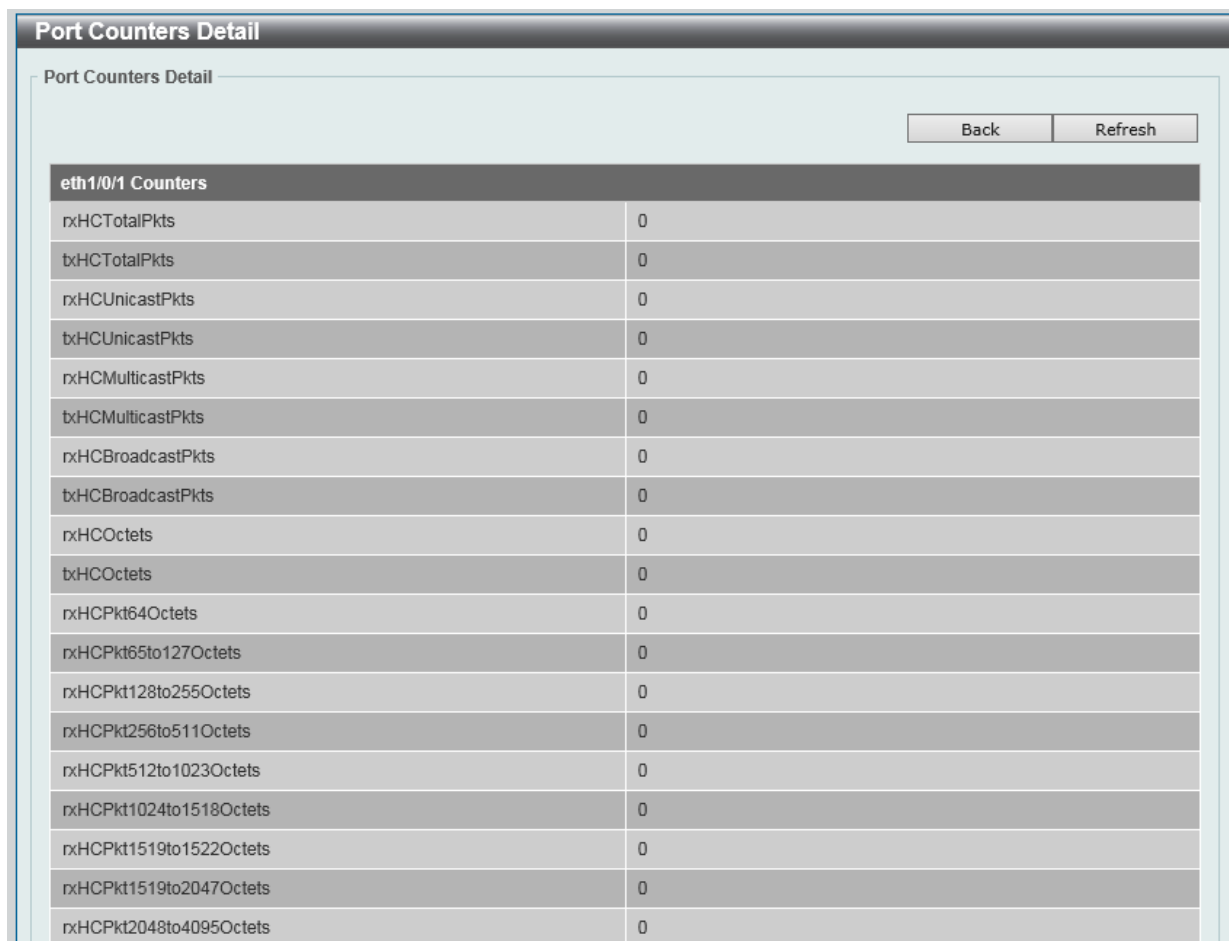 Port Counters Detail
Port Counters Detail
Back Refresh
eth1/0/1 Counters
rxHCTotalPkts 0
txHCTotalPkts 0
rxHCUnicastPkts 0
txHCUnicastPkts 0
rxHCMulticastPkts 0
txHCMulticastPkts 0
rxHCBroadcastPkts 0
txHCBroadcastPkts 0
rxHCOctets 0
txHCOctets 0
rxHCPkt64Octets 0
rxHCPkt65to127Octets 0
rxHCPkt128to255Octets 0
rxHCPkt256to511Octets 0
rxHCPkt512to1023Octets 0
rxHCPkt1024to1518Octets 0
rxHCPkt1519to1522Octets 0
rxHCPkt1519to2047Octets 0
rxHCPkt2048to4095Octets 0